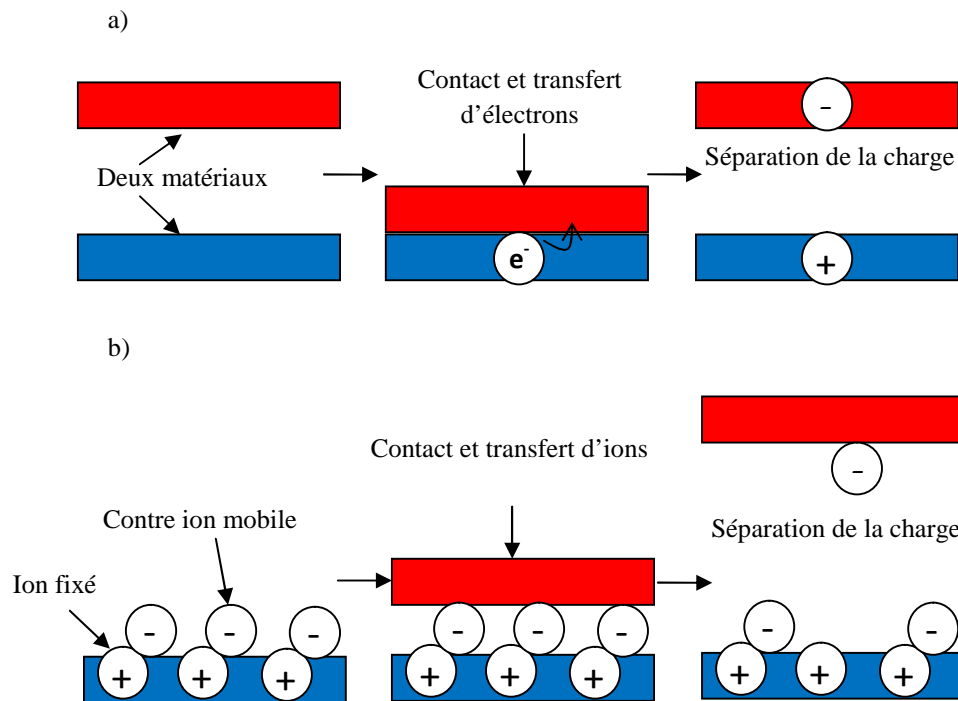 a)
Contact et transfert
d'électrons
-
Séparation de la charge
Deux matériaux
e-
+
b)
Contact et transfert d'ions
-
Contre ion mobile
Séparation de la charge
Ion fixé
- - -
+ + +
- - -
+ + +
- -
+ + +